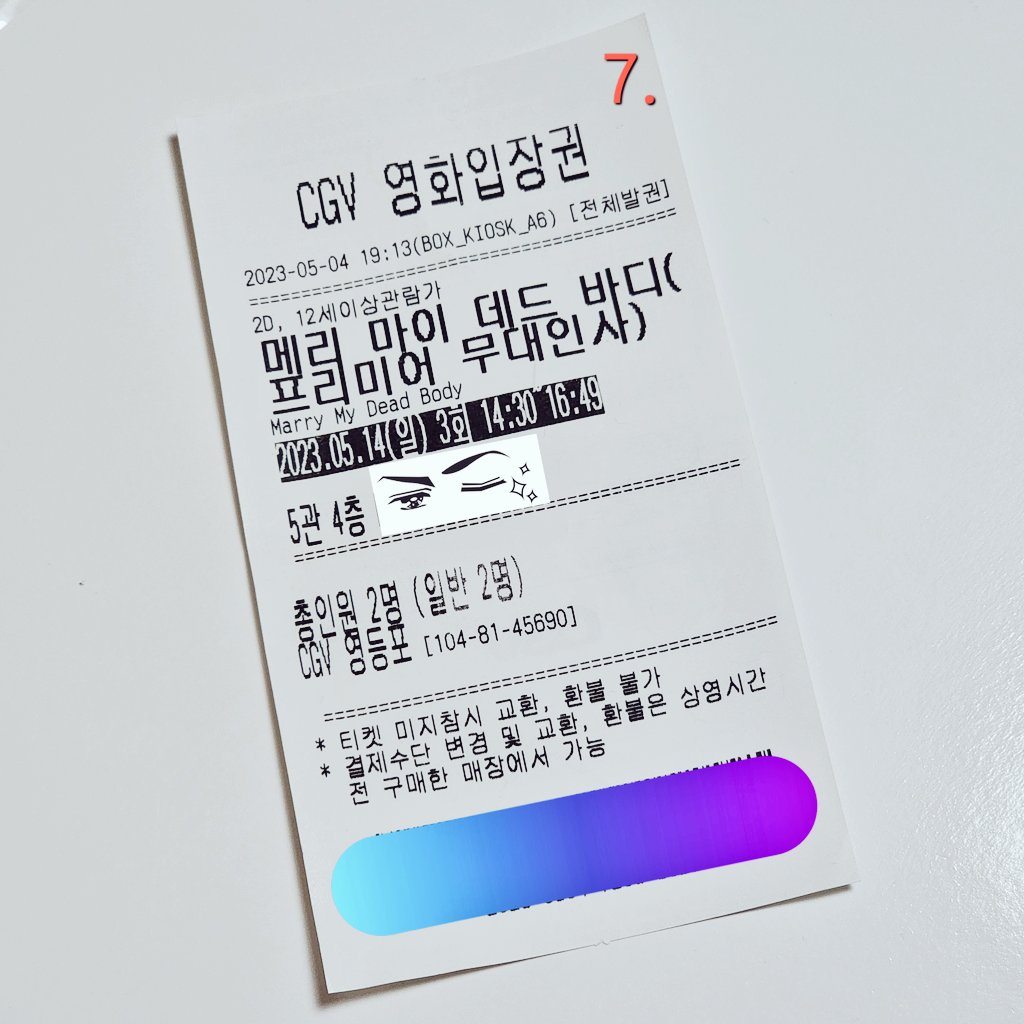 7.
CGV 영화입장권
2023-05-04 19:13(BOX_KIOSK_A6) [전체발권]
2D, 12세이상관람가
메리 마이 데드 바디(
프리미어 무대인사)
Marry My Dead Body
2023.05.14(일) 3회 14:30~16:49
5관 4층
총인원 2명 (일반 2명)
CGV 영등포 [104-81-45690]
* 티켓 미지참시 교환, 환불 불가
* 결제수단 변경 및 교환, 환불은 상영시간
전 구매한 매장에서 가능